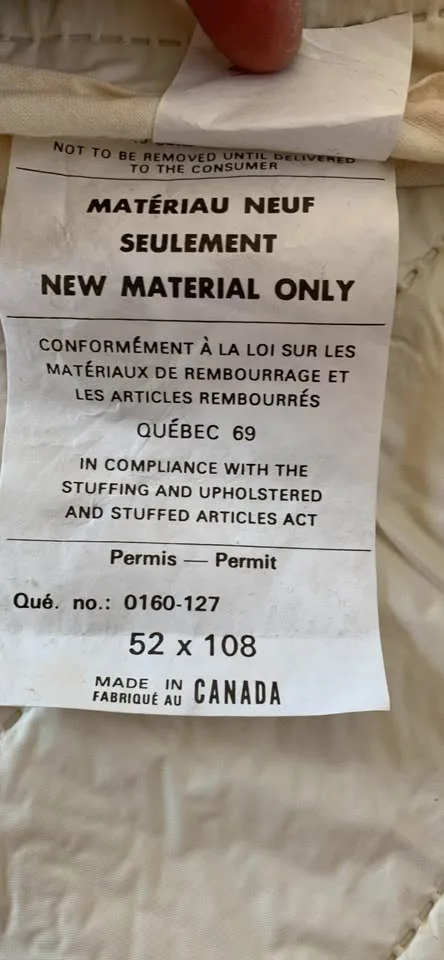 NOT TO BE REMOVED UNTIL DELIVERED
TO THE CONSUMER
MATÉRIAU NEUF
SEULEMENT
NEW MATERIAL ONLY
CONFORMÉMENT À LA LOI SUR LES
MATÉRIAUX DE REMBOURRAGE ET
LES ARTICLES REMBOURRÉS
QUÉBEC 69
IN COMPLIANCE WITH THE
STUFFING AND UPHOLSTERED
AND STUFFED ARTICLES ACT
Permis — Permit
Qué. no.: 0160-127
52 x 108
MADE IN
FABRIQUÉ AU CANADA